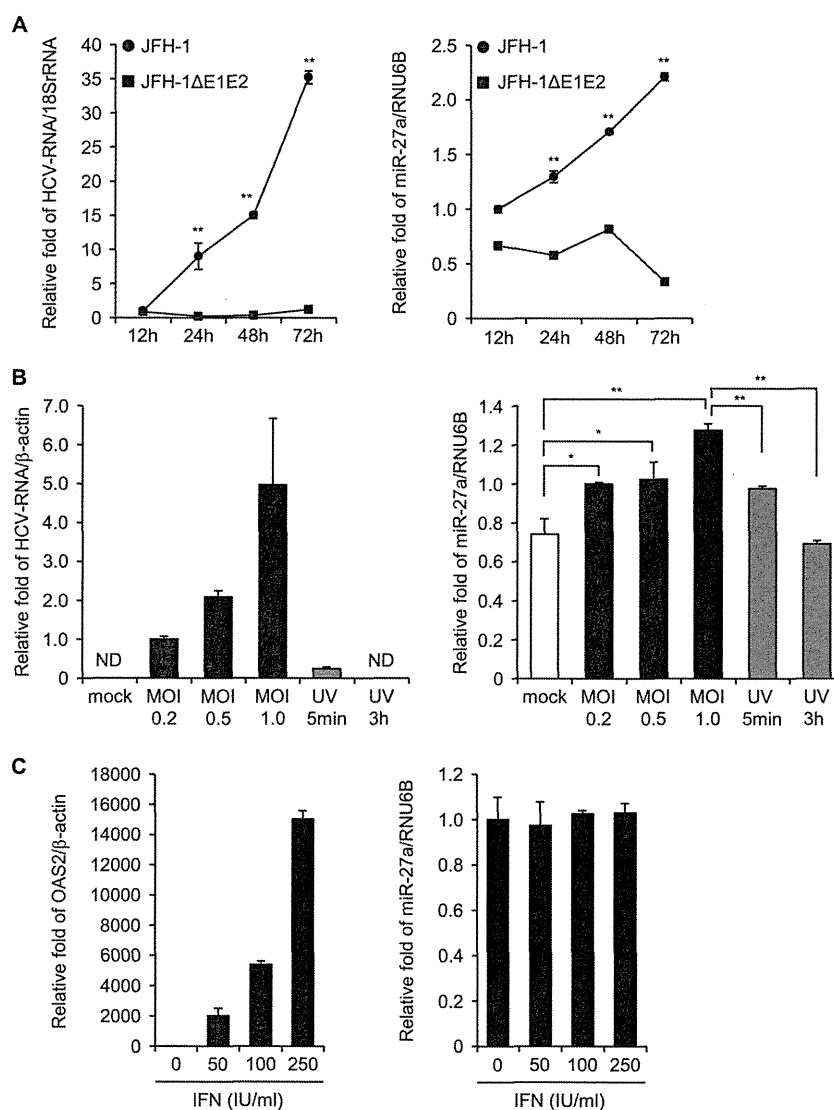 A
Relative fold of HCV-RNA/18SrRNA
40
35
30
25
20
15
10
5
0
JFH-1
JFH-1ΔE1E2
**
**
**
12h 24h 48h 72h
Relative fold of miR-27a/RNU6B
2.5
2.0
1.5
1.0
0.5
0
JFH-1
JFH-1ΔE1E2
**
**
**
12h 24h 48h 72h
B
Relative fold of HCV-RNA/β-actin
7.0
6.0
5.0
4.0
3.0
2.0
1.0
0
ND
ND
mock MOI MOI MOI UV UV
0.2 0.5 1.0 5min 3h
Relative fold of miR-27a/RNU6B
1.4
1.2
1.0
0.8
0.6
0.4
0.2
0
**
**
**
*
*
mock MOI MOI MOI UV UV
0.2 0.5 1.0 5min 3h
C
Relative fold of OAS2/β-actin
18000
16000
14000
12000
10000
8000
6000
4000
2000
0
0 50 100 250
IFN (IU/ml)
Relative fold of miR-27a/RNU6B
1.2
1.0
0.8
0.6
0.4
0.2
0
0 50 100 250
IFN (IU/ml)